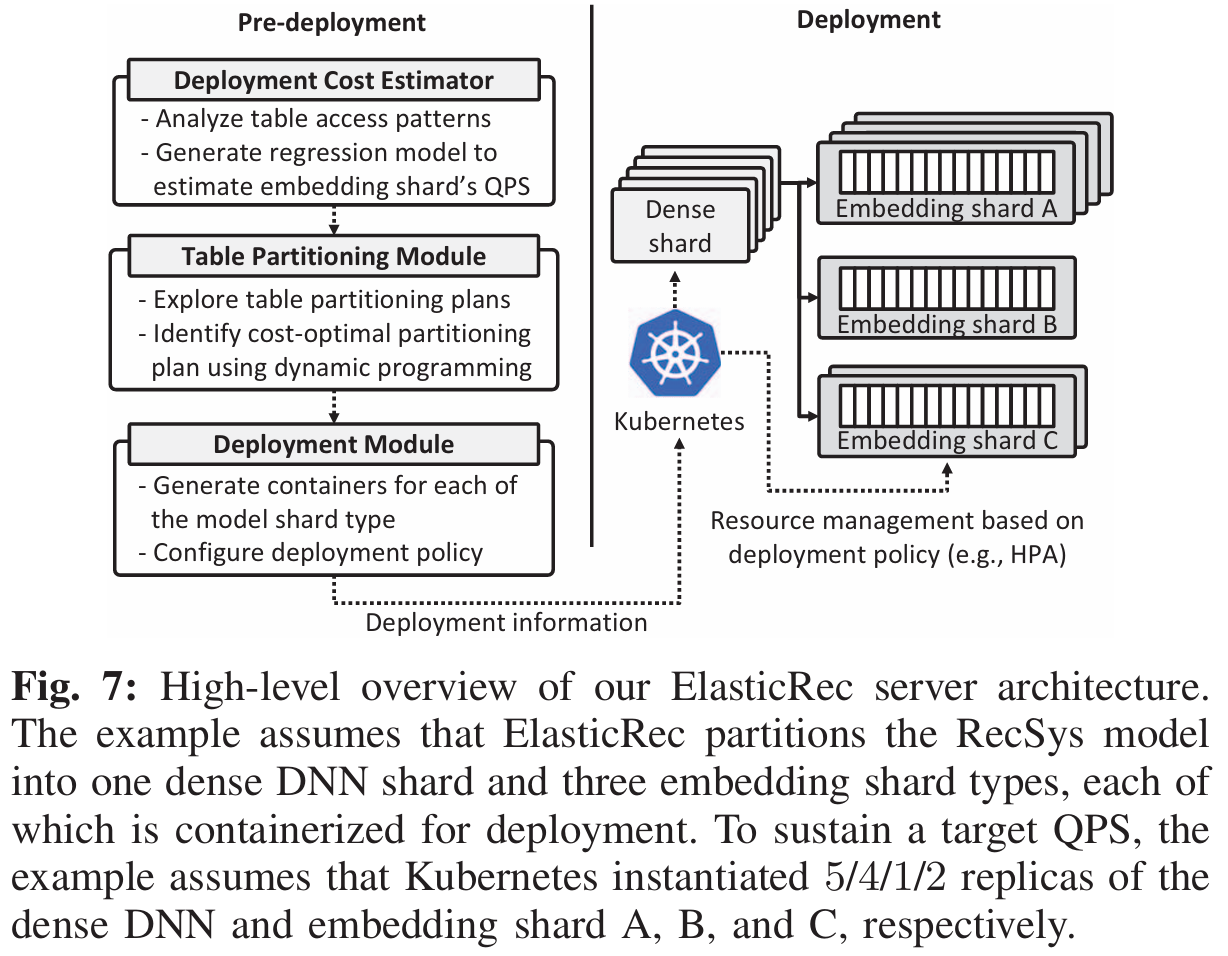 Pre-deployment
Deployment Cost Estimator
- Analyze table access patterns
- Generate regression model to
estimate embedding shard’s QPS
Table Partitioning Module
- Explore table partitioning plans
- Identify cost-optimal partitioning
plan using dynamic programming
Deployment Module
- Generate containers for each of
the model shard type
- Configure deployment policy
Deployment information
Deployment
Dense
shard
Kubernetes
Embedding shard A
Embedding shard B
Embedding shard C
Resource management based on
deployment policy (e.g., HPA)
Fig. 7: High-level overview of our ElasticRec server architecture.
The example assumes that ElasticRec partitions the RecSys model
into one dense DNN shard and three embedding shard types, each of
which is containerized for deployment. To sustain a target QPS, the
example assumes that Kubernetes instantiated 5/4/1/2 replicas of the
dense DNN and embedding shard A, B, and C, respectively.